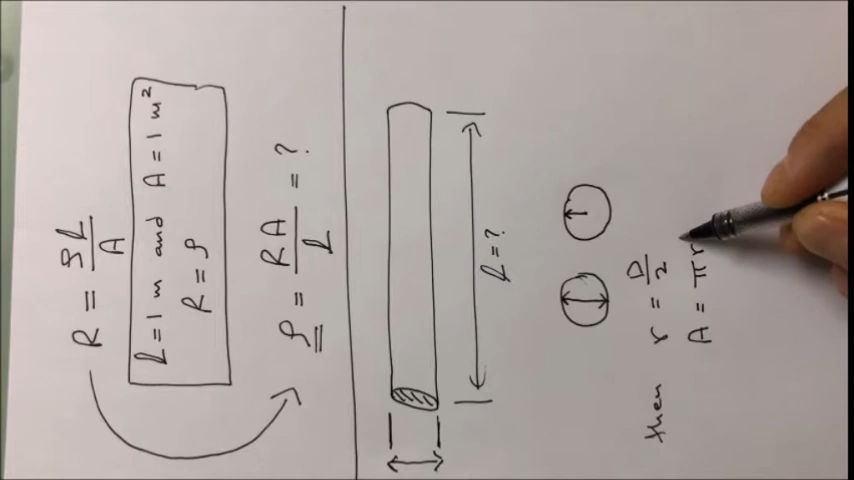 R = ρl/A
l = 1 m and A = 1 m²
R = ρ
ρ = RA/l = ?
l = ?
then r = D/2
A = πr